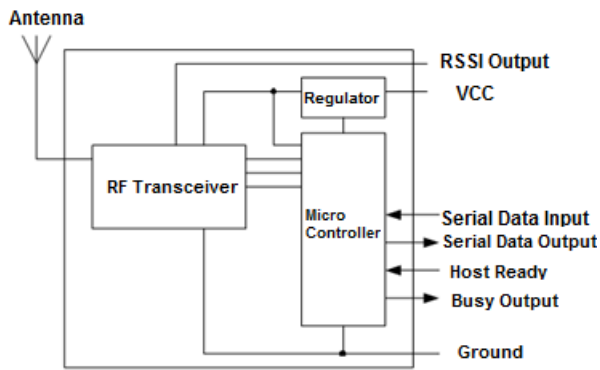 Antenna
RSSI Output
Regulator
VCC
RF Transceiver
Micro
Controller
Serial Data Input
Serial Data Output
Host Ready
Busy Output
Ground